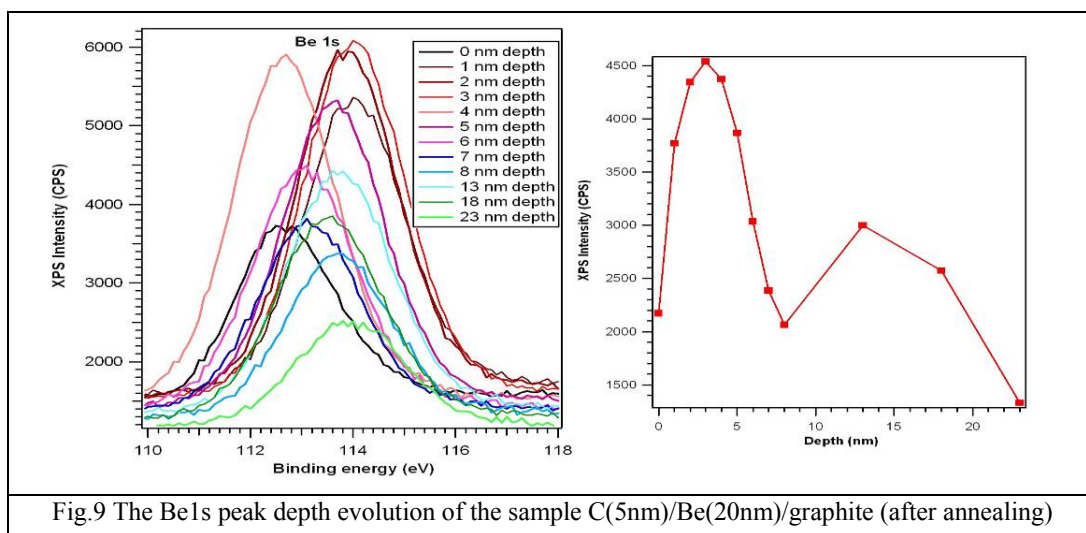 Be 1s
6000
5000
4000
3000
2000
XPS Intensity (CPS)
0 nm depth
1 nm depth
2 nm depth
3 nm depth
4 nm depth
5 nm depth
6 nm depth
7 nm depth
8 nm depth
13 nm depth
18 nm depth
23 nm depth
110 112 114 116 118
Binding energy (eV)
4500
4000
3500
3000
2500
2000
1500
XPS Intensity (CPS)
0 5 10 15 20
Depth (nm)
Fig.9 The Be1s peak depth evolution of the sample C(5nm)/Be(20nm)/graphite (after annealing)